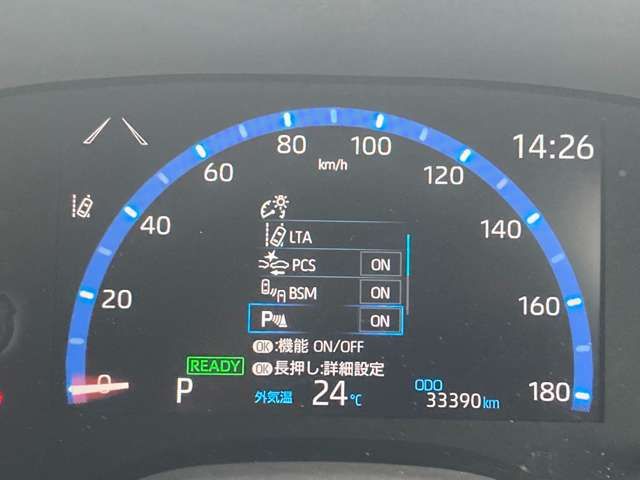 80
100
km/h
14:26
60
120
40
140
LTA
PCS ON
BSM ON
20
160
P ON
OK:機能 ON/OFF
OK長押し:詳細設定
READY
0
P
外気温 24℃
ODO
33390km
180